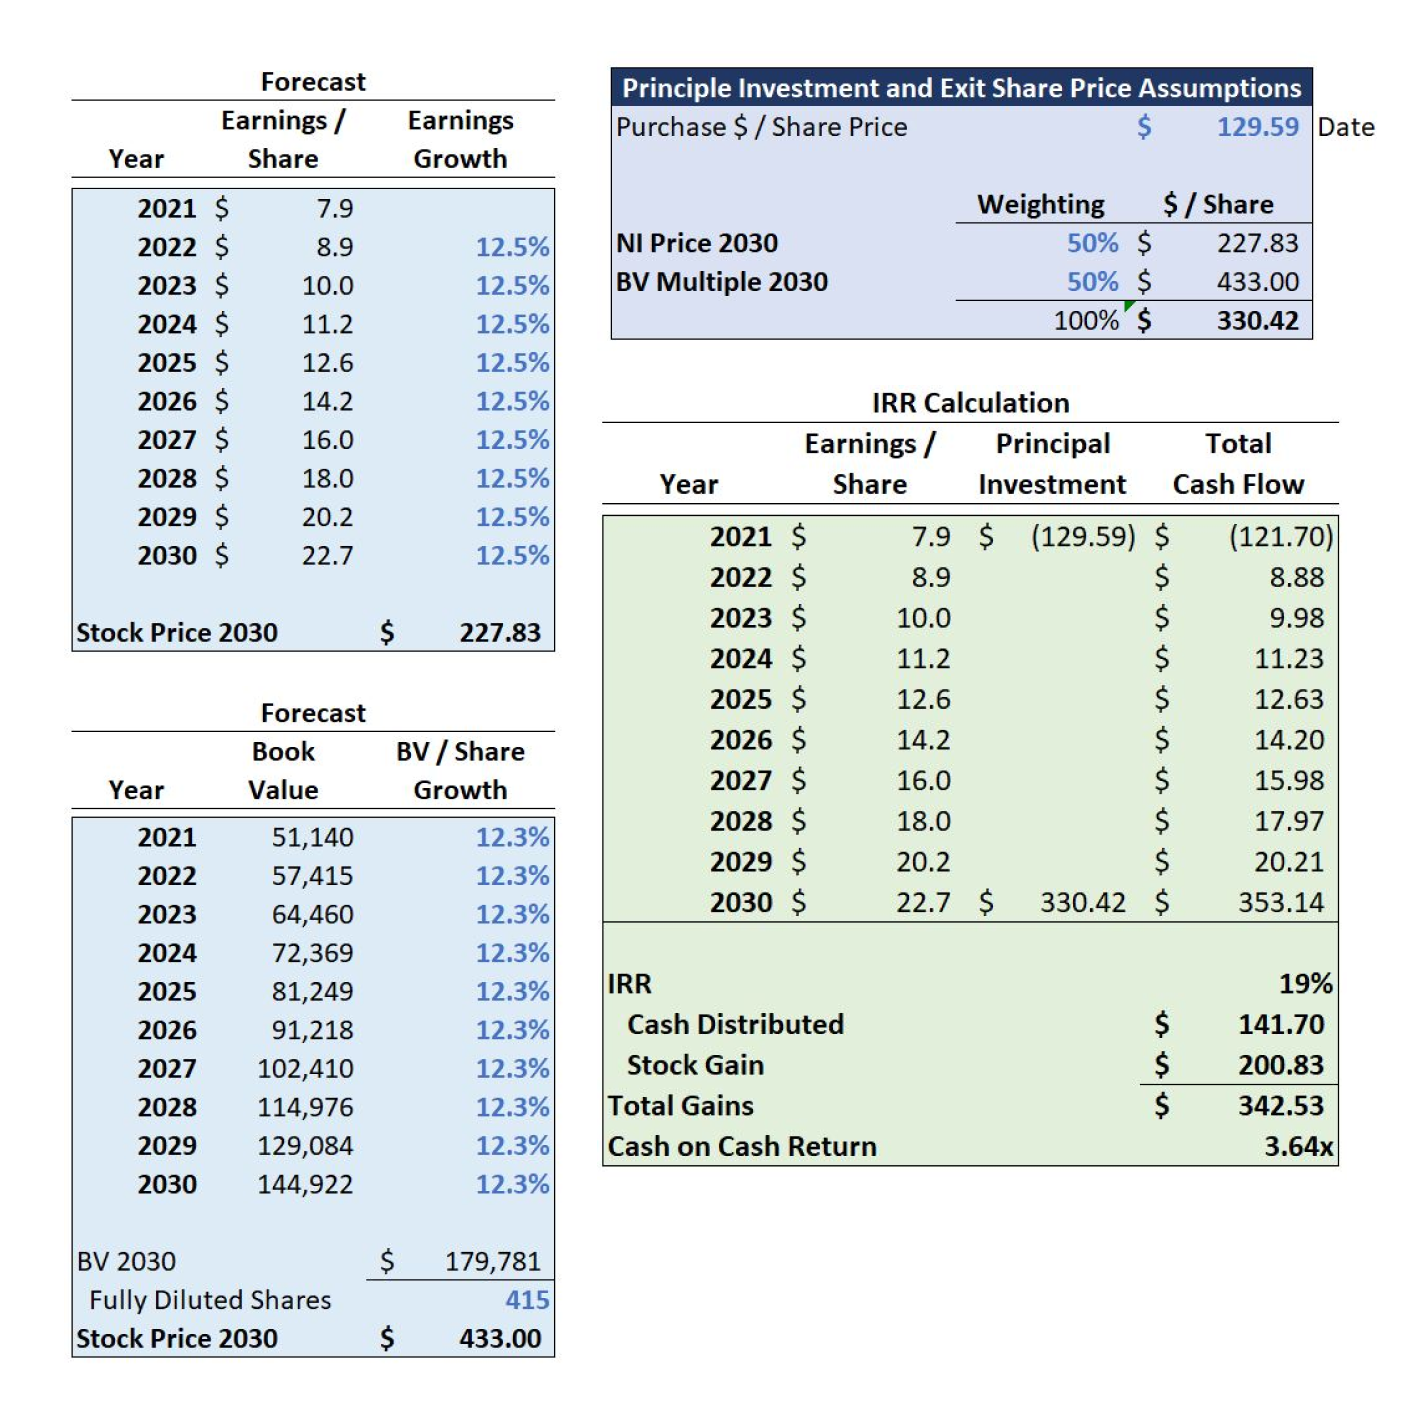 Forecast
Earnings / Earnings
Year Share Growth
2021 $ 7.9
2022 $ 8.9 12.5%
2023 $ 10.0 12.5%
2024 $ 11.2 12.5%
2025 $ 12.6 12.5%
2026 $ 14.2 12.5%
2027 $ 16.0 12.5%
2028 $ 18.0 12.5%
2029 $ 20.2 12.5%
2030 $ 22.7 12.5%
Stock Price 2030 $ 227.83
Forecast
Book BV / Share
Year Value Growth
2021 51,140 12.3%
2022 57,415 12.3%
2023 64,460 12.3%
2024 72,369 12.3%
2025 81,249 12.3%
2026 91,218 12.3%
2027 102,410 12.3%
2028 114,976 12.3%
2029 129,084 12.3%
2030 144,922 12.3%
BV 2030 $ 179,781
Fully Diluted Shares 415
Stock Price 2030 $ 433.00
Principle Investment and Exit Share Price Assumptions
Purchase $ / Share Price $ 129.59 Date
Weighting $ / Share
NI Price 2030 50% $ 227.83
BV Multiple 2030 50% $ 433.00
100% $ 330.42
IRR Calculation
Earnings / Principal Total
Year Share Investment Cash Flow
2021 $ 7.9 $ (129.59) $ (121.70)
2022 $ 8.9 $ 8.88
2023 $ 10.0 $ 9.98
2024 $ 11.2 $ 11.23
2025 $ 12.6 $ 12.63
2026 $ 14.2 $ 14.20
2027 $ 16.0 $ 15.98
2028 $ 18.0 $ 17.97
2029 $ 20.2 $ 20.21
2030 $ 22.7 $ 330.42 $ 353.14
IRR 19%
Cash Distributed $ 141.70
Stock Gain $ 200.83
Total Gains $ 342.53
Cash on Cash Return 3.64x